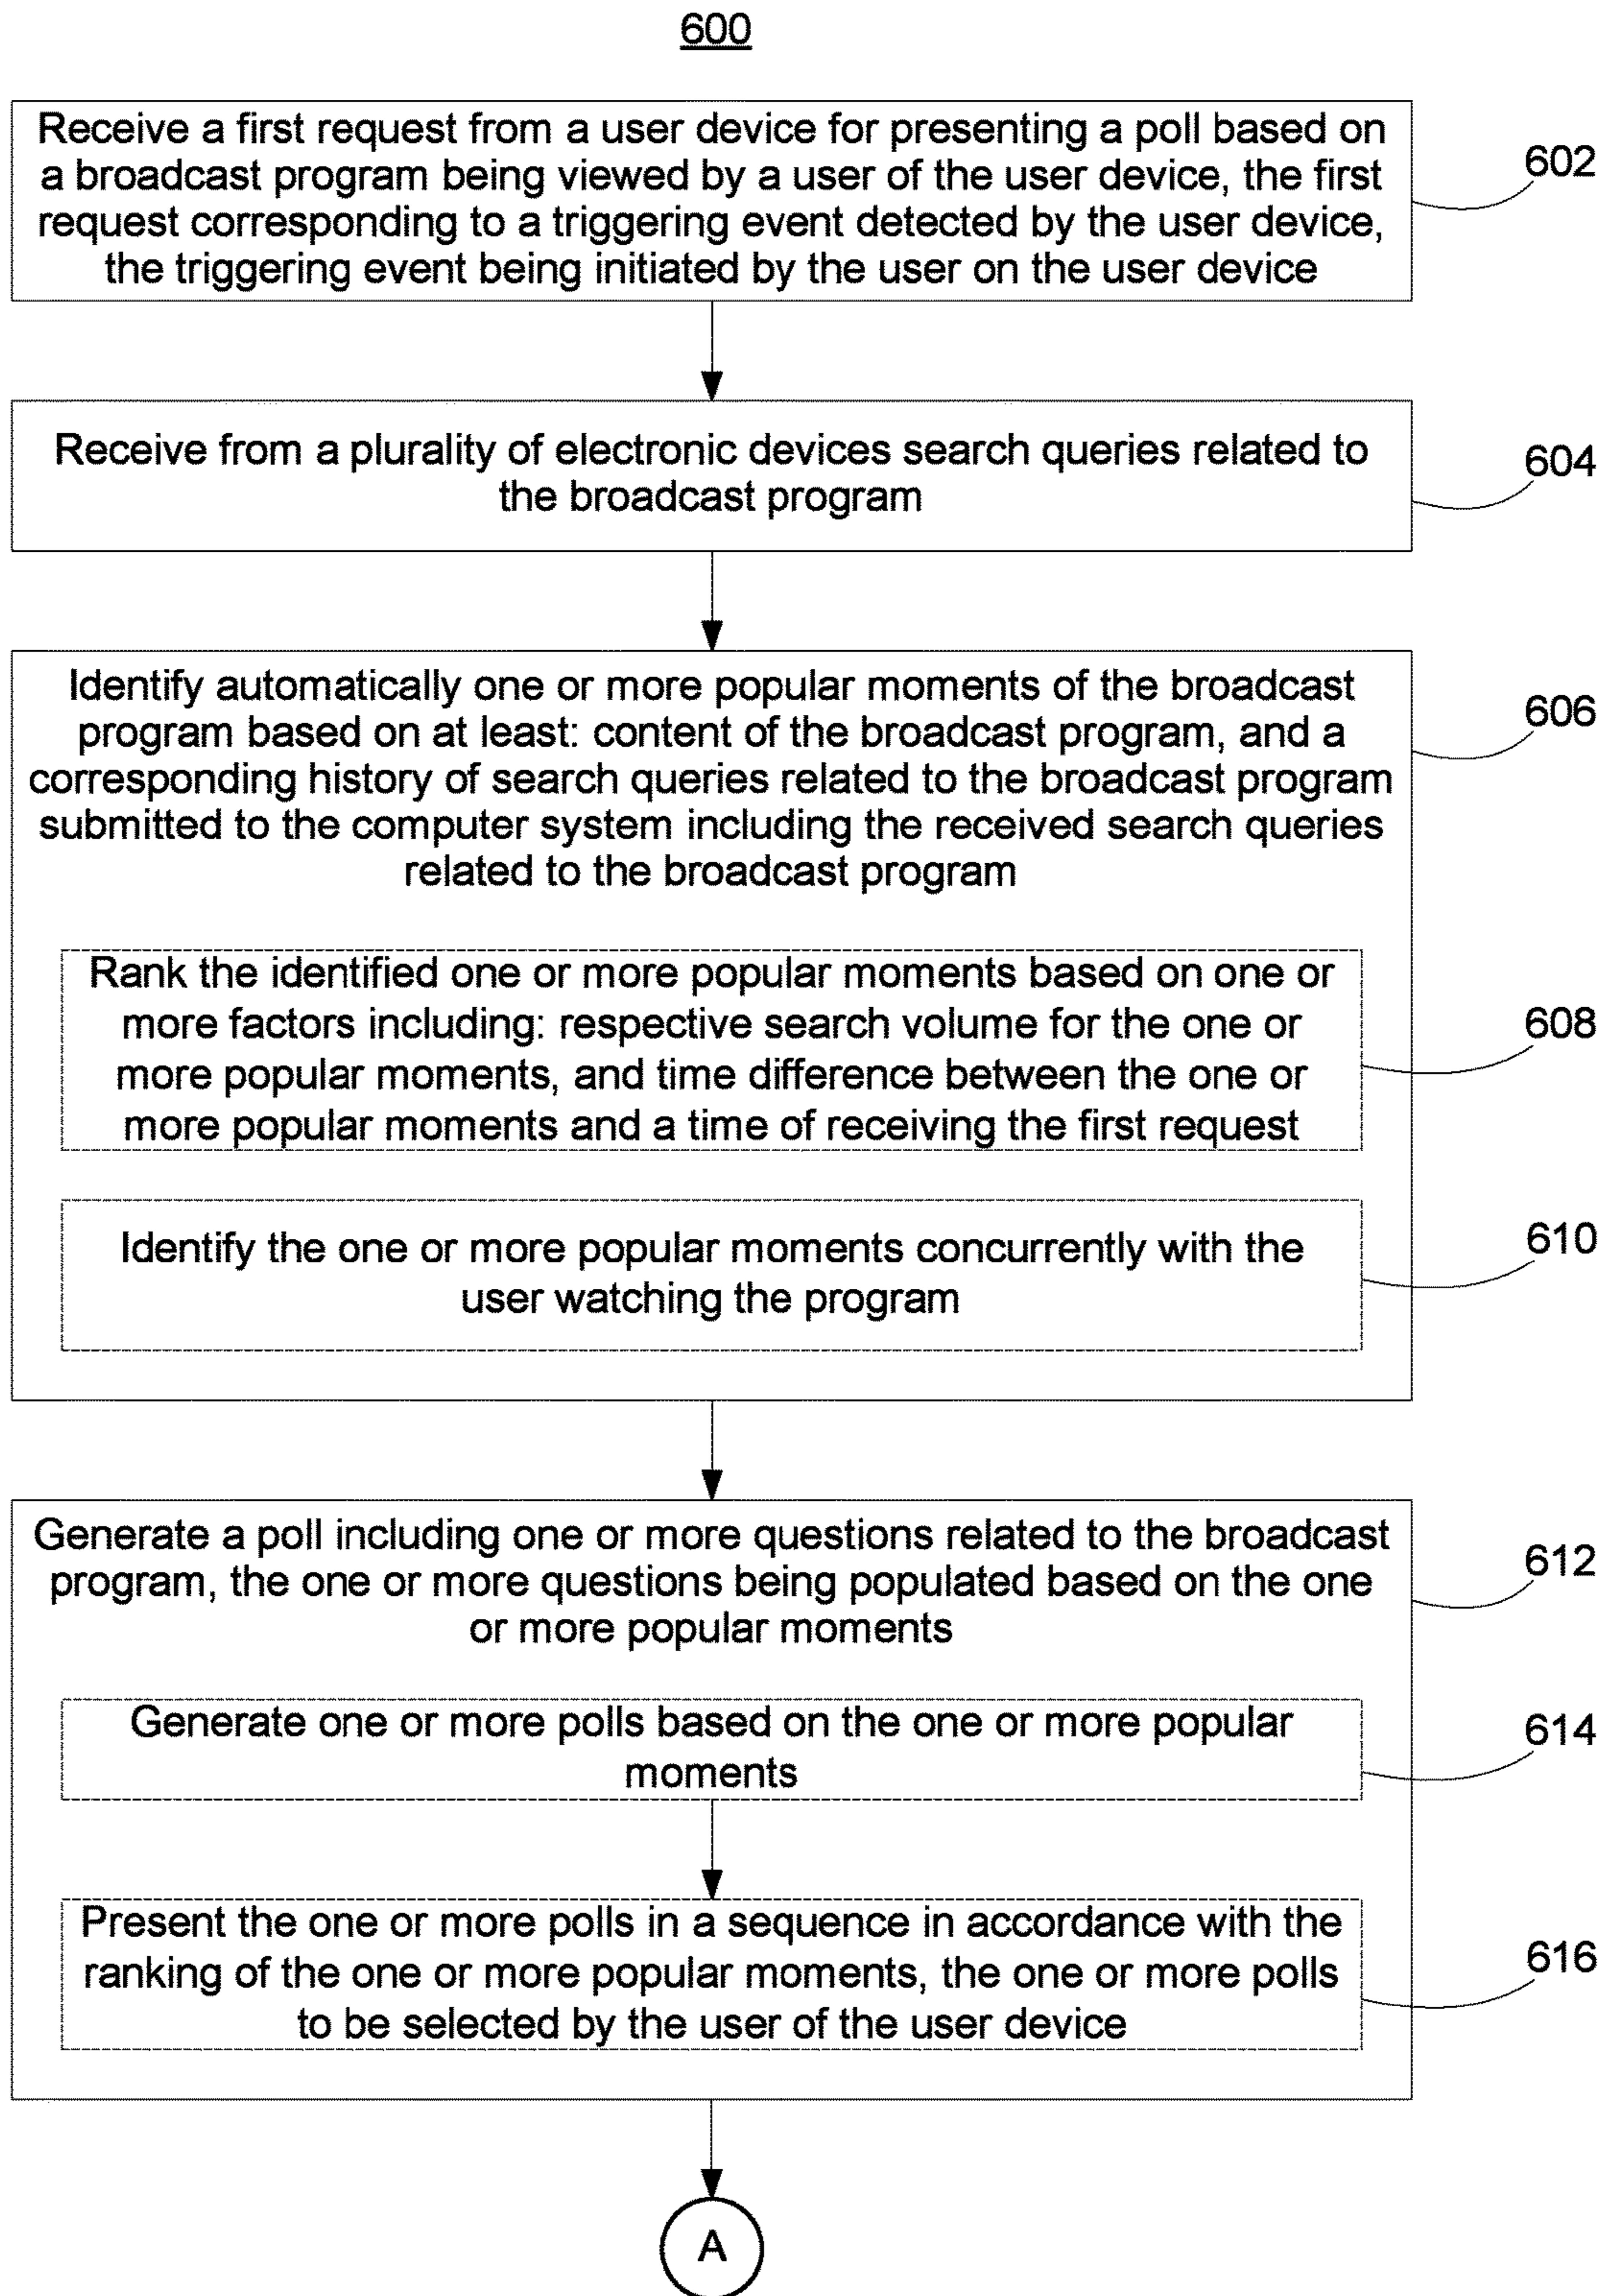 600
Receive a first request from a user device for presenting a poll based on
a broadcast program being viewed by a user of the user device, the first
request corresponding to a triggering event detected by the user device,
the triggering event being initiated by the user on the user device
602
Receive from a plurality of electronic devices search queries related to
the broadcast program
604
Identify automatically one or more popular moments of the broadcast
program based on at least: content of the broadcast program, and a
corresponding history of search queries related to the broadcast program
submitted to the computer system including the received search queries
related to the broadcast program
606
Rank the identified one or more popular moments based on one or
more factors including: respective search volume for the one or
more popular moments, and time difference between the one or
more popular moments and a time of receiving the first request
608
Identify the one or more popular moments concurrently with the
user watching the program
610
Generate a poll including one or more questions related to the broadcast
program, the one or more questions being populated based on the one
or more popular moments
612
Generate one or more polls based on the one or more popular
moments
614
Present the one or more polls in a sequence in accordance with the
ranking of the one or more popular moments, the one or more polls
to be selected by the user of the user device
616
A